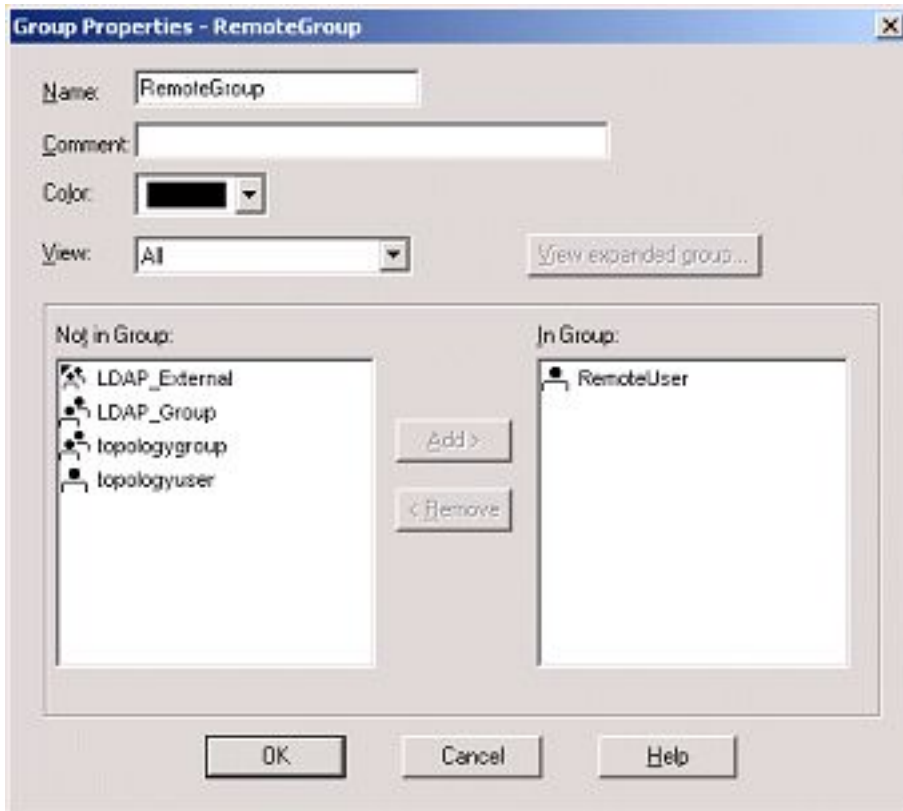 Group Properties - RemoteGroup
Name: RemoteGroup
Comment:
Color:
View: All
View expanded group...
Not in Group:
LDAP_External
LDAP_Group
topologygroup
topologyuser
Add >
< Remove
In Group:
RemoteUser
OK
Cancel
Help